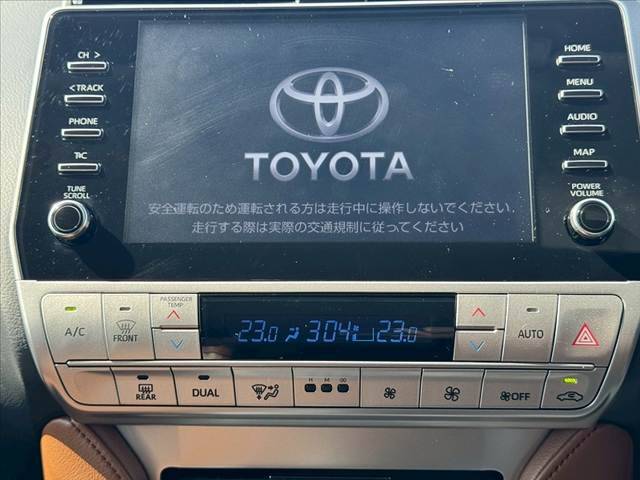 CH >
HOME
< TRACK
MENU
PHONE
AUDIO
T/C
MAP
TUNE
SCROLL
POWER
VOLUME
TOYOTA
安全運転のため運転される方は走行中に操作しないでください.
走行する際は実際の交通規制に従ってください
A/C
FRONT
PASSENGER
TEMP
23.0
304
23.0
AUTO
REAR
DUAL
H M
OFF